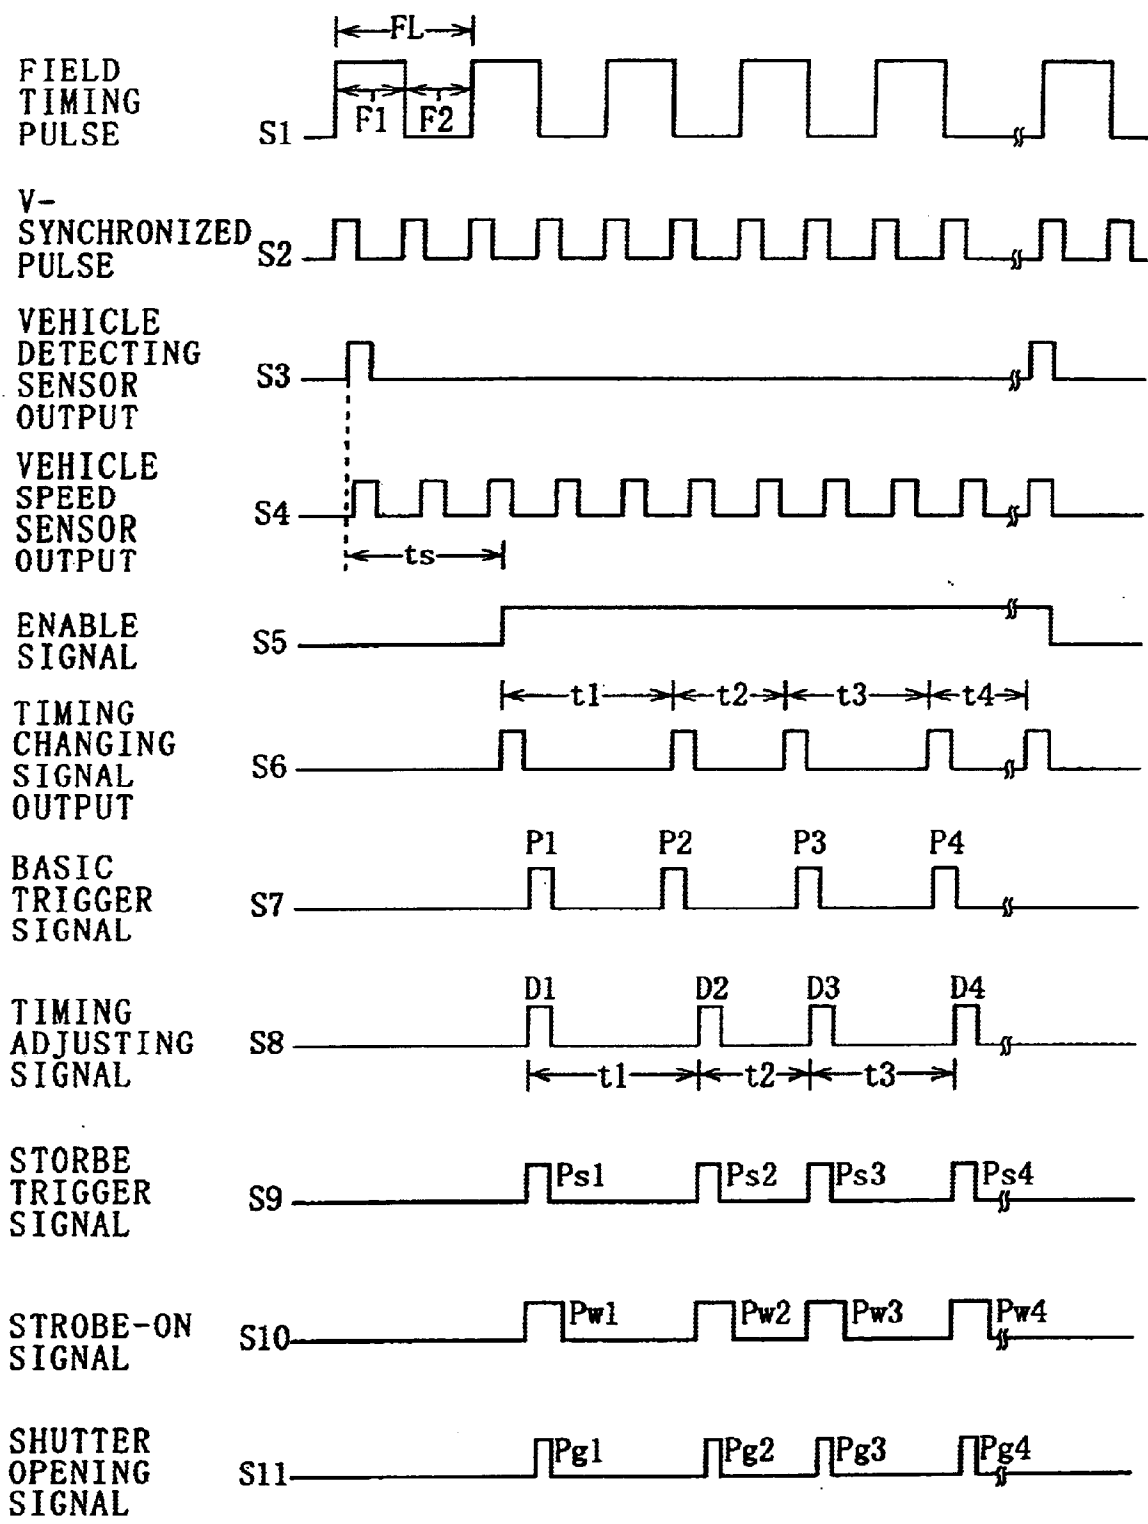 FL
FIELD
TIMING
PULSE
S1
F1
F2
V-
SYNCHRONIZED
PULSE
S2
VEHICLE
DETECTING
SENSOR
OUTPUT
S3
VEHICLE
SPEED
SENSOR
OUTPUT
S4
ts
ENABLE
SIGNAL
S5
t1
t2
t3
t4
TIMING
CHANGING
SIGNAL
OUTPUT
S6
P1
P2
P3
P4
BASIC
TRIGGER
SIGNAL
S7
D1
D2
D3
D4
TIMING
ADJUSTING
SIGNAL
S8
t1
t2
t3
STORBE
TRIGGER
SIGNAL
S9
Ps1
Ps2
Ps3
Ps4
STROBE-ON
SIGNAL
S10
Pw1
Pw2
Pw3
Pw4
SHUTTER
OPENING
SIGNAL
S11
Pg1
Pg2
Pg3
Pg4